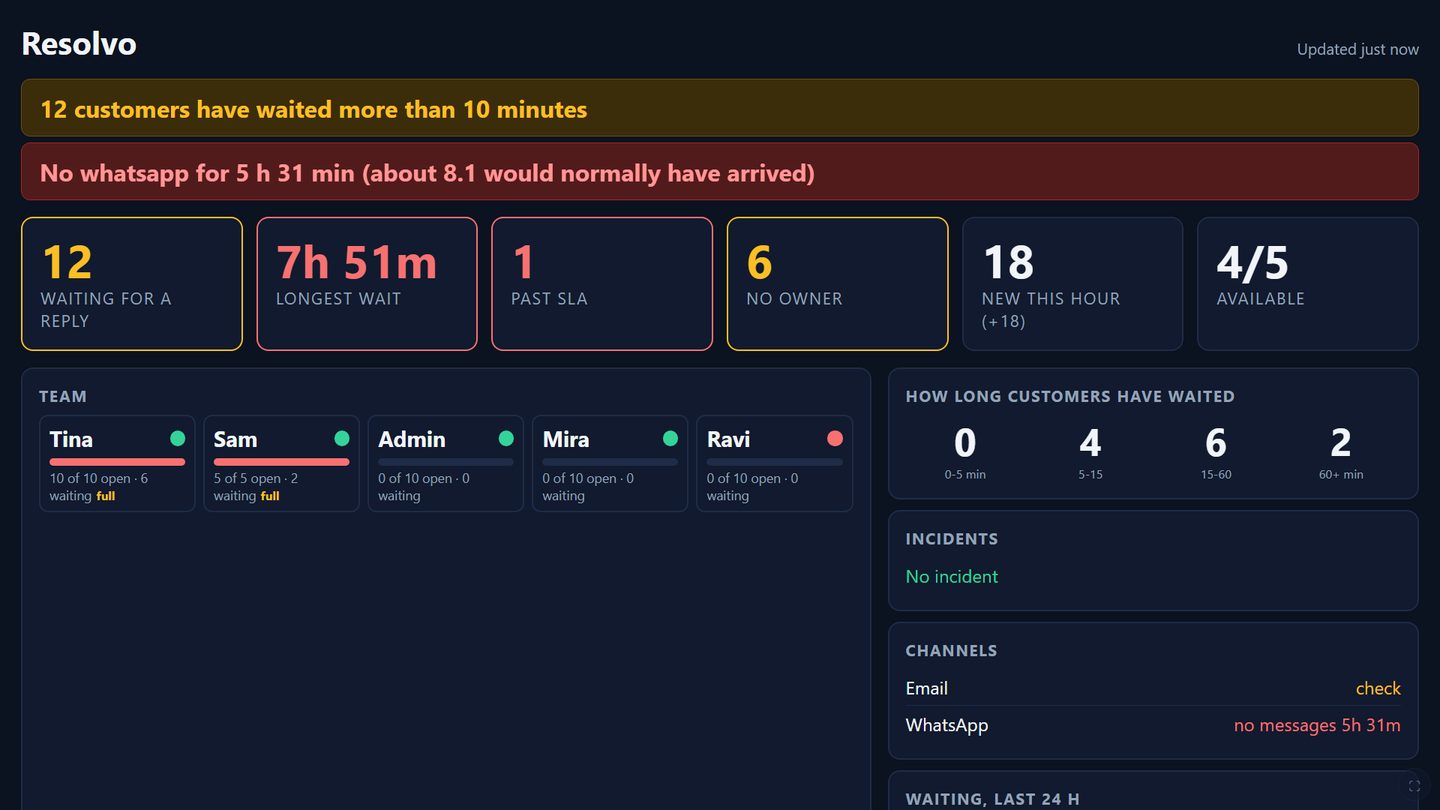 Resolvo
Updated just now
12 customers have waited more than 10 minutes
No whatsapp for 5 h 31 min (about 8.1 would normally have arrived)
12
WAITING FOR A
REPLY
7h 51m
LONGEST WAIT
1
PAST SLA
6
NO OWNER
18
NEW THIS HOUR
(+18)
4/5
AVAILABLE
TEAM
Tina
10 of 10 open · 6
waiting full
Sam
5 of 5 open · 2
waiting full
Admin
0 of 10 open · 0
waiting
Mira
0 of 10 open · 0
waiting
Ravi
0 of 10 open · 0
waiting
HOW LONG CUSTOMERS HAVE WAITED
0
0-5 min
4
5-15
6
15-60
2
60+ min
INCIDENTS
No incident
CHANNELS
Email check
WhatsApp no messages 5h 31m
WAITING, LAST 24 H